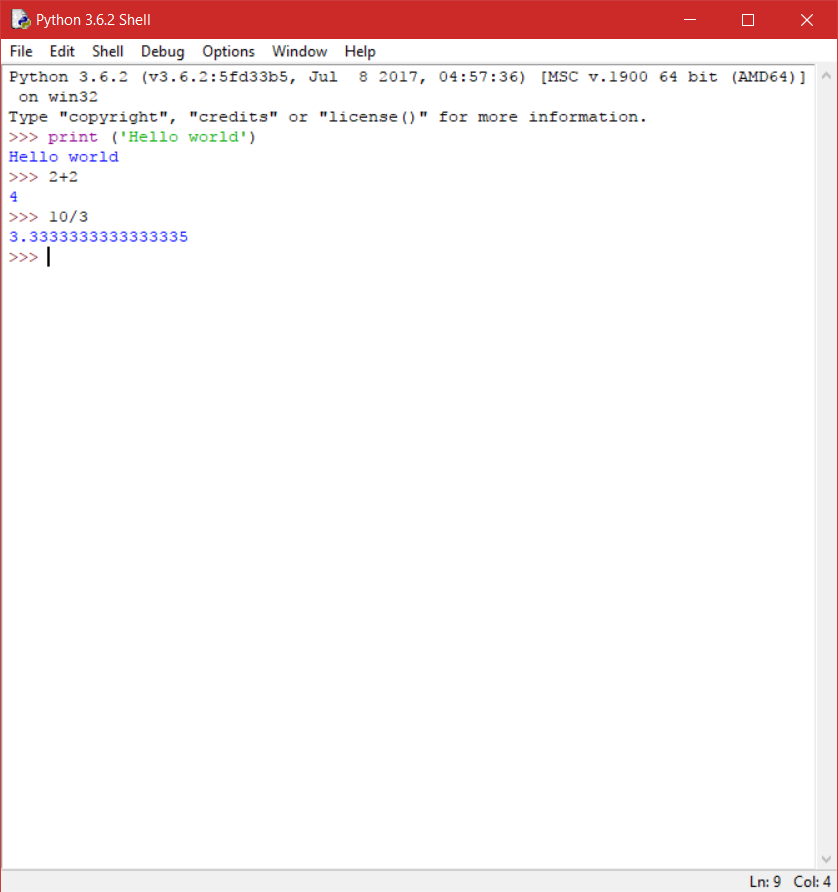 Python 3.6.2 Shell
File Edit Shell Debug Options Window Help
Python 3.6.2 (v3.6.2:5fd33b5, Jul  8 2017, 04:57:36) [MSC v.1900 64 bit (AMD64)]
 on win32
Type "copyright", "credits" or "license()" for more information.
>>> print ('Hello world')
Hello world
>>> 2+2
4
>>> 10/3
3.3333333333333335
>>>
Ln: 9 Col: 4